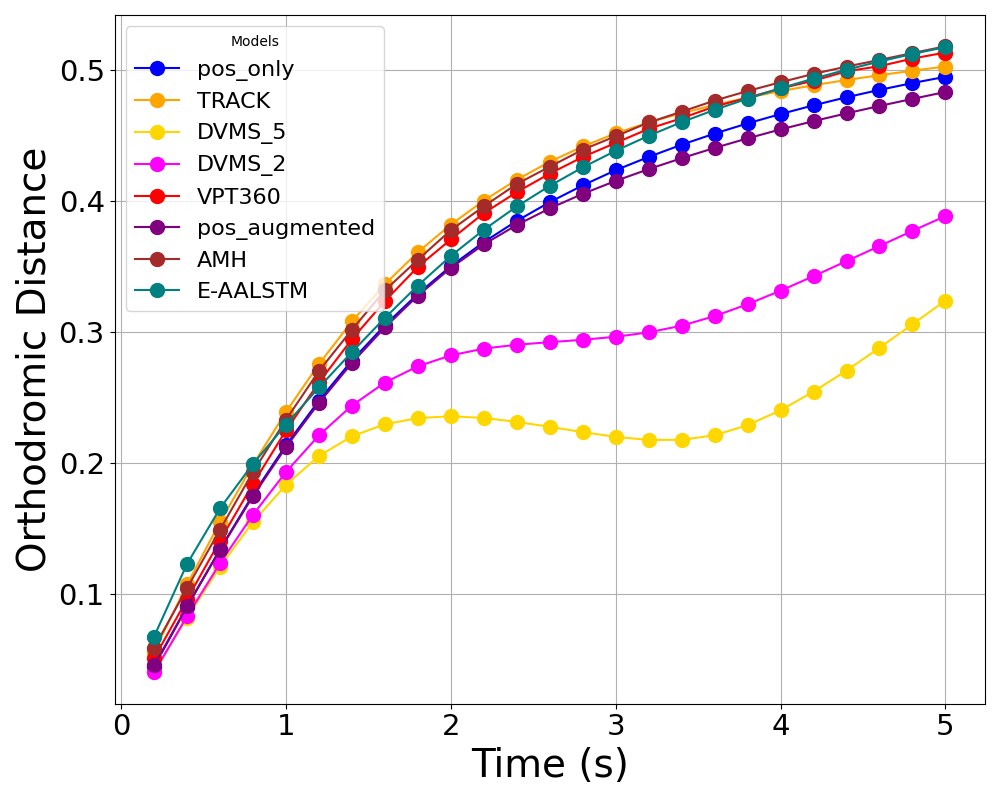 Models
pos_only
TRACK
DVMS_5
DVMS_2
VPT360
pos_augmented
AMH
E-AALSTM
Orthodromic Distance
0.5
0.4
0.3
0.2
0.1
0 1 2 3 4 5
Time (s)